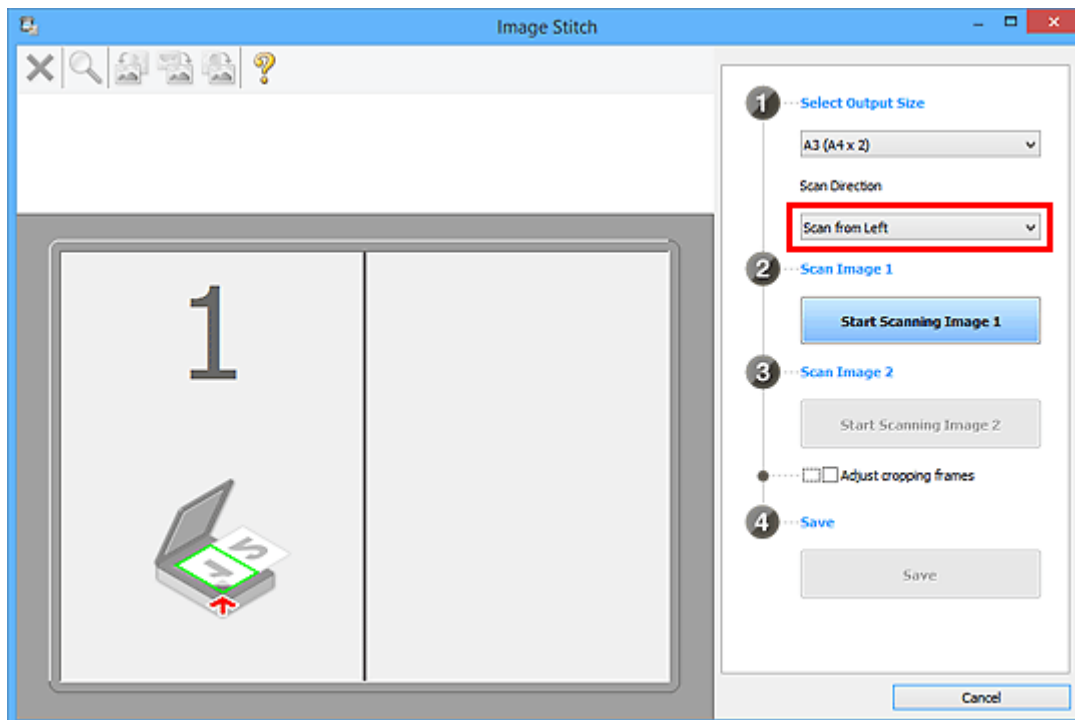 Image Stitch
1 Select Output Size
A3 (A4 x 2)
Scan Direction
Scan from Left
2 Scan Image 1
Start Scanning Image 1
3 Scan Image 2
Start Scanning Image 2
Adjust cropping frames
4 Save
Save
Cancel
1